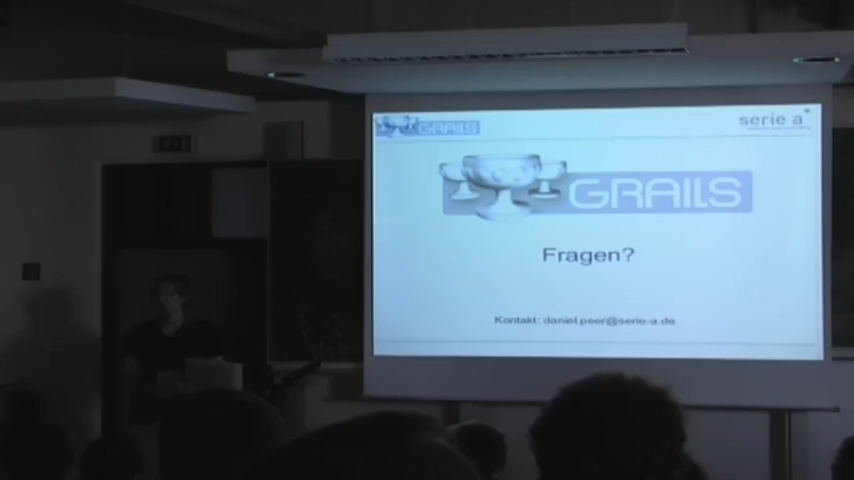 GRAILS
serie a
GRAILS
Fragen?
Kontakt: daniel.peer@serie-a.de